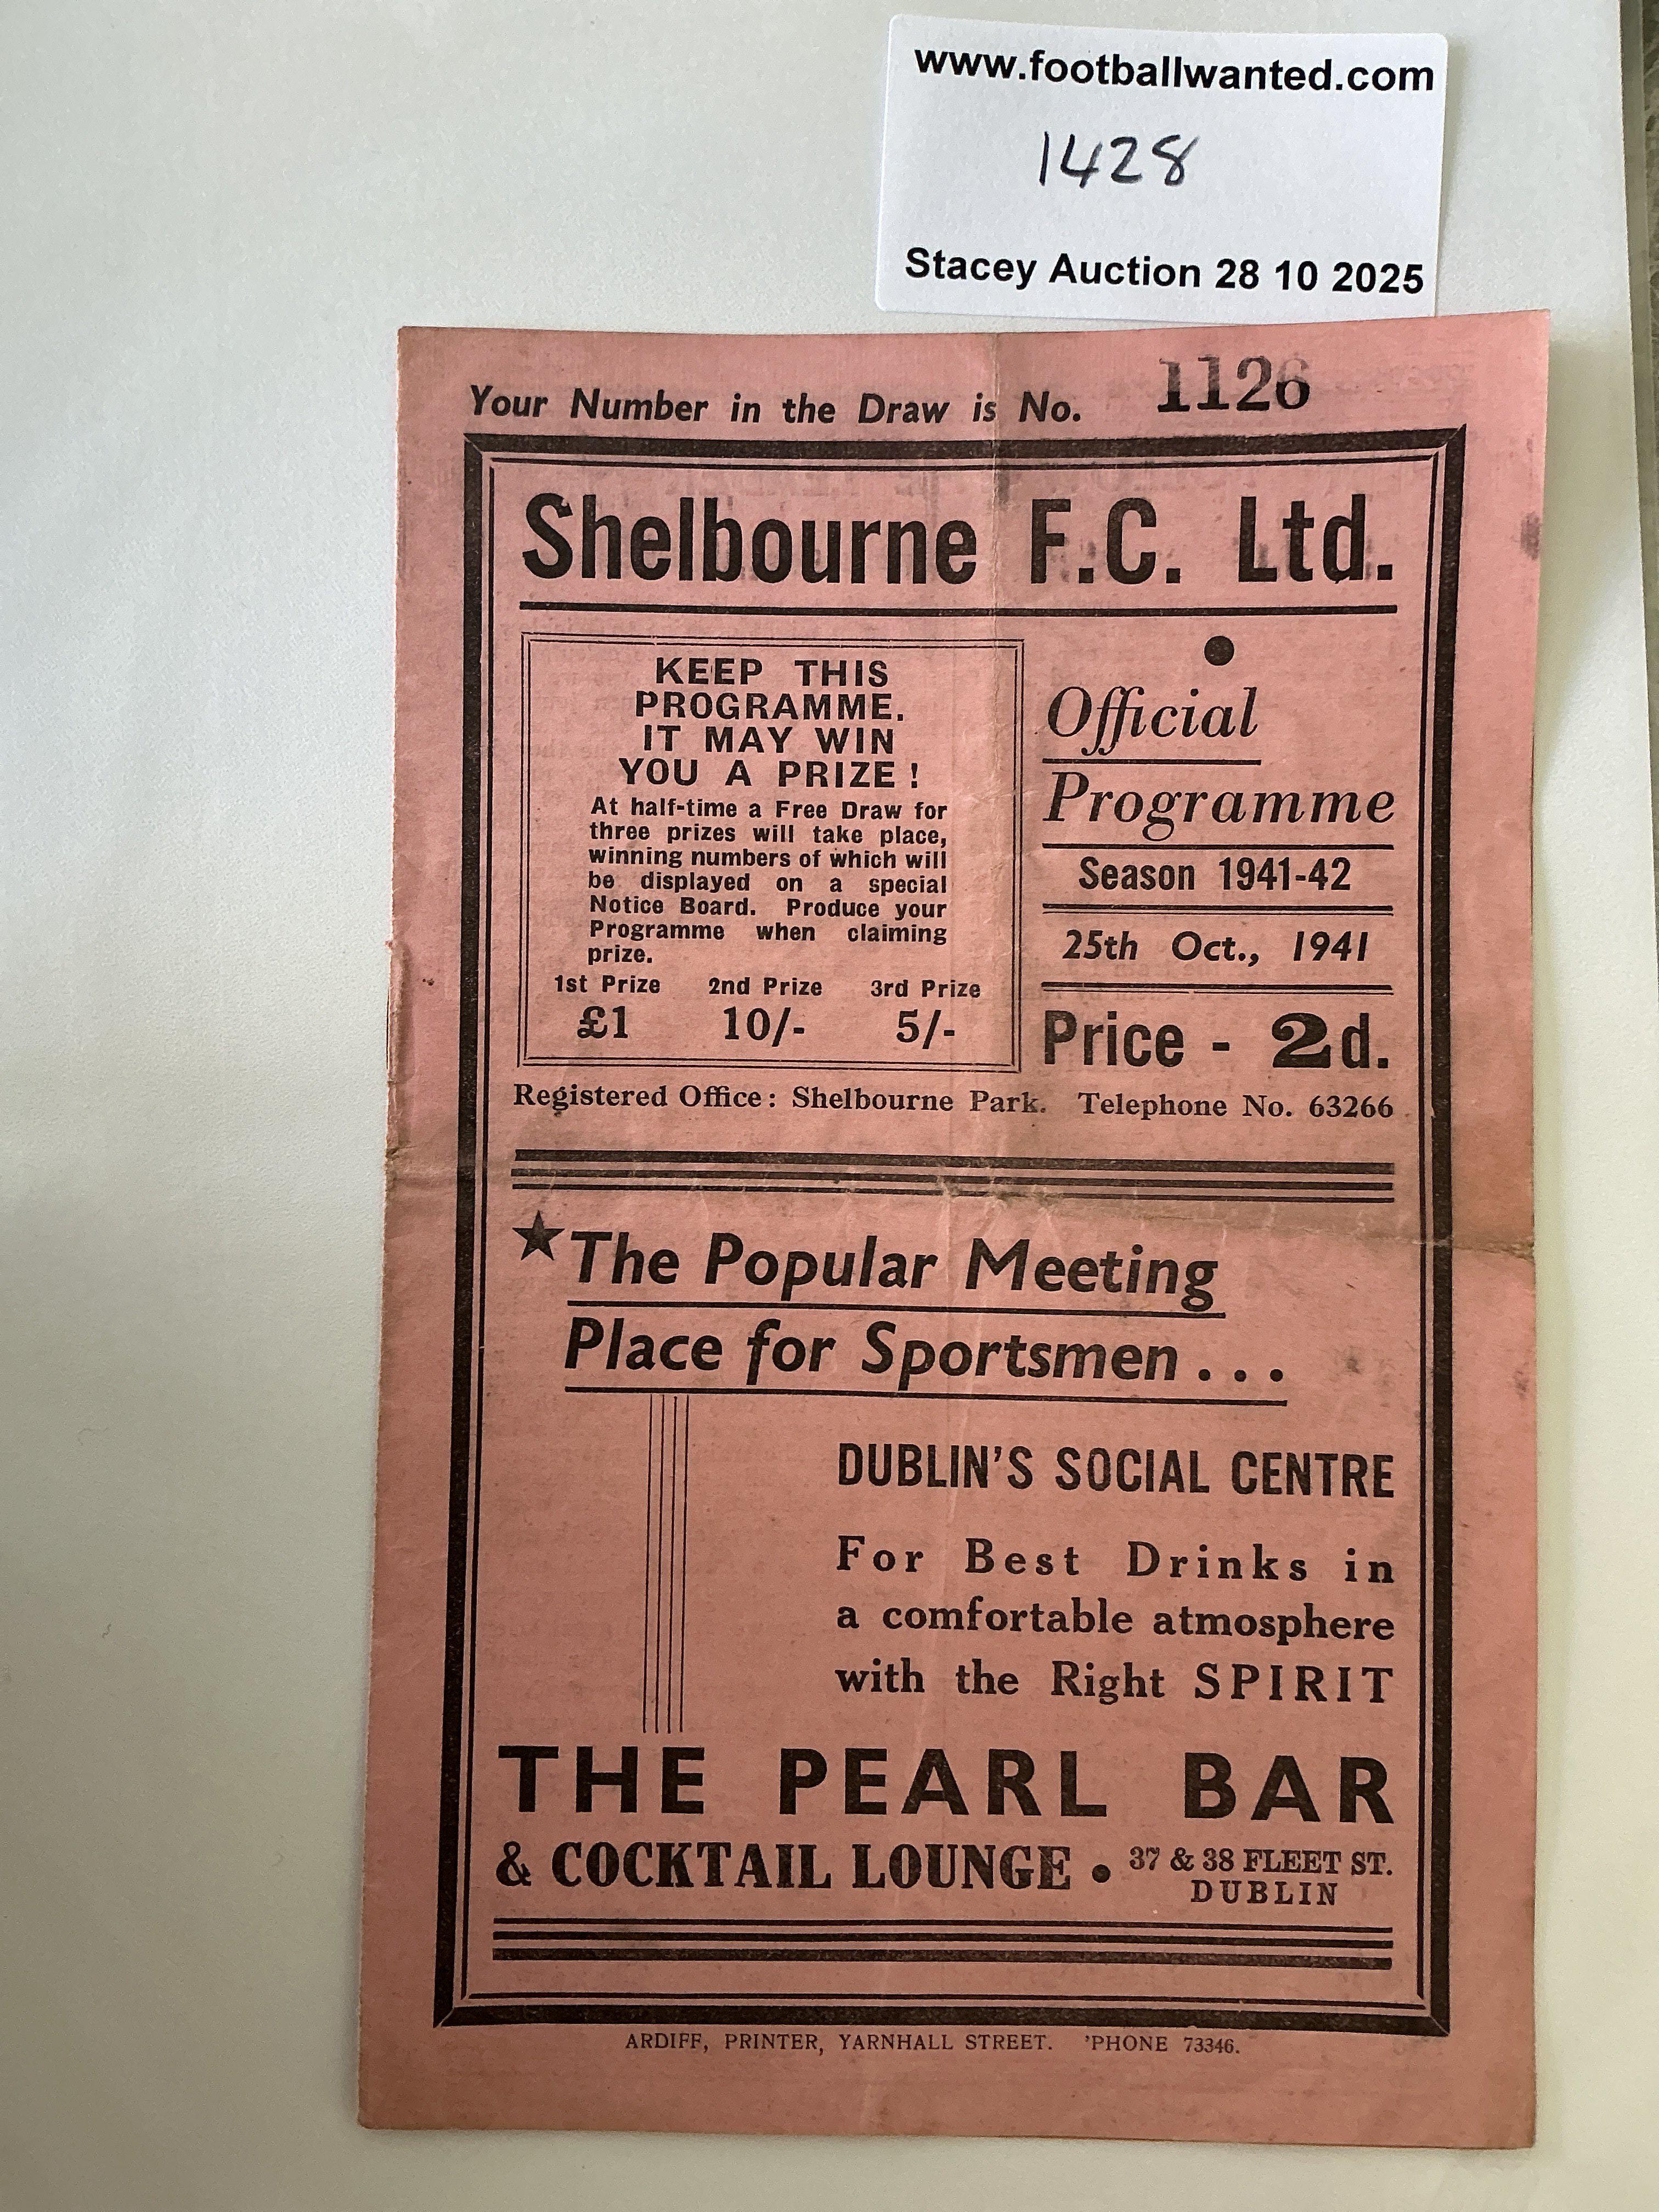 www.footballwanted.com
1428
Stacey Auction 28 10 2025
Your Number in the Draw is No. 1126
Shelbourne F.C. Ltd.
KEEP THIS
PROGRAMME.
IT MAY WIN
YOU A PRIZE!
At half-time a Free Draw for
three prizes will take place,
winning numbers of which will
be displayed on a special
Notice Board. Produce your
Programme when claiming
prize.
1st Prize 2nd Prize 3rd Prize
£1 10/- 5/-
Official
Programme
Season 1941-42
25th Oct., 1941
Price - 2d.
Registered Office: Shelbourne Park. Telephone No. 63266
★The Popular Meeting
Place for Sportsmen...
DUBLIN'S SOCIAL CENTRE
For Best Drinks in
a comfortable atmosphere
with the Right SPIRIT
THE PEARL BAR
& COCKTAIL LOUNGE • 37 & 38 FLEET ST.
DUBLIN
ARDIFF, PRINTER, YARNHALL STREET. 'PHONE 73346.